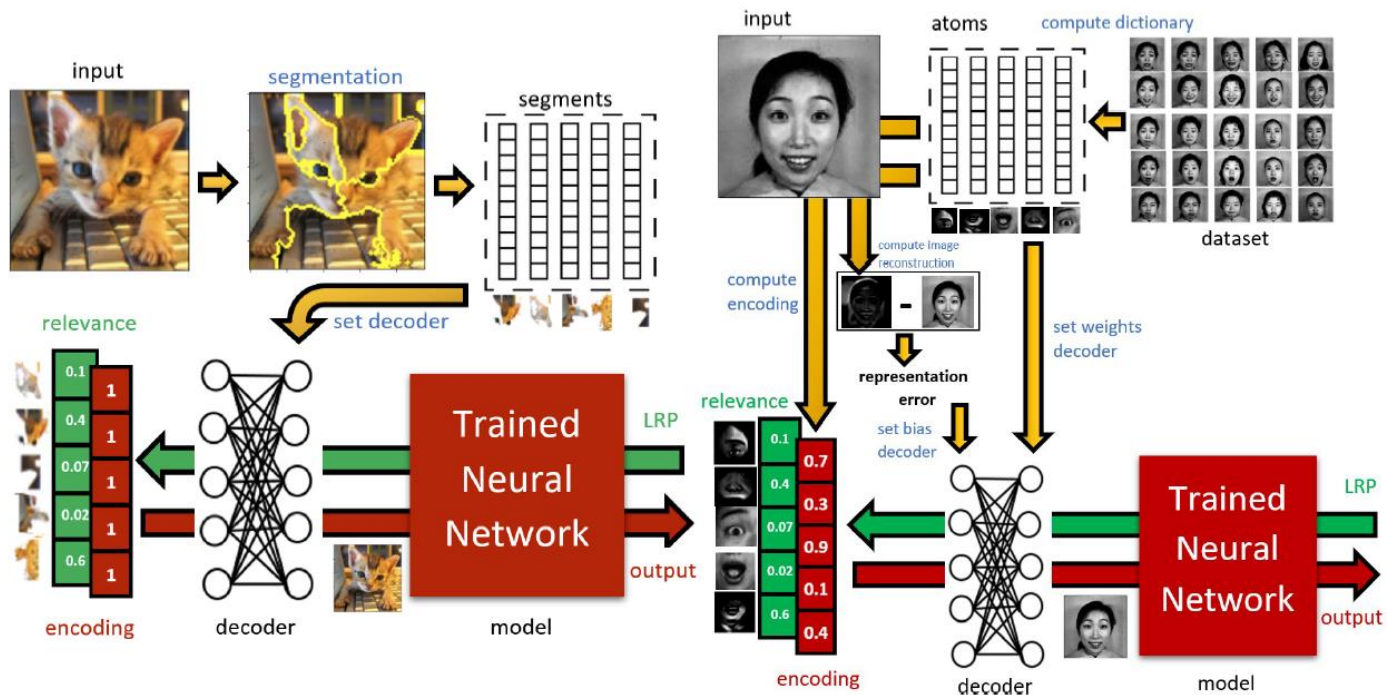 input
segmentation
segments
set decoder
relevance
0.1
0.4
0.07
0.02
0.6
1
1
1
1
1
encoding
decoder
Trained
Neural
Network
model
LRP
output
input
atoms
compute dictionary
dataset
compute
encoding
compute image
reconstruction
-
representation
error
set bias
decoder
set weights
decoder
relevance
0.1
0.4
0.07
0.02
0.6
0.7
0.3
0.9
0.1
0.4
encoding
decoder
Trained
Neural
Network
model
LRP
output